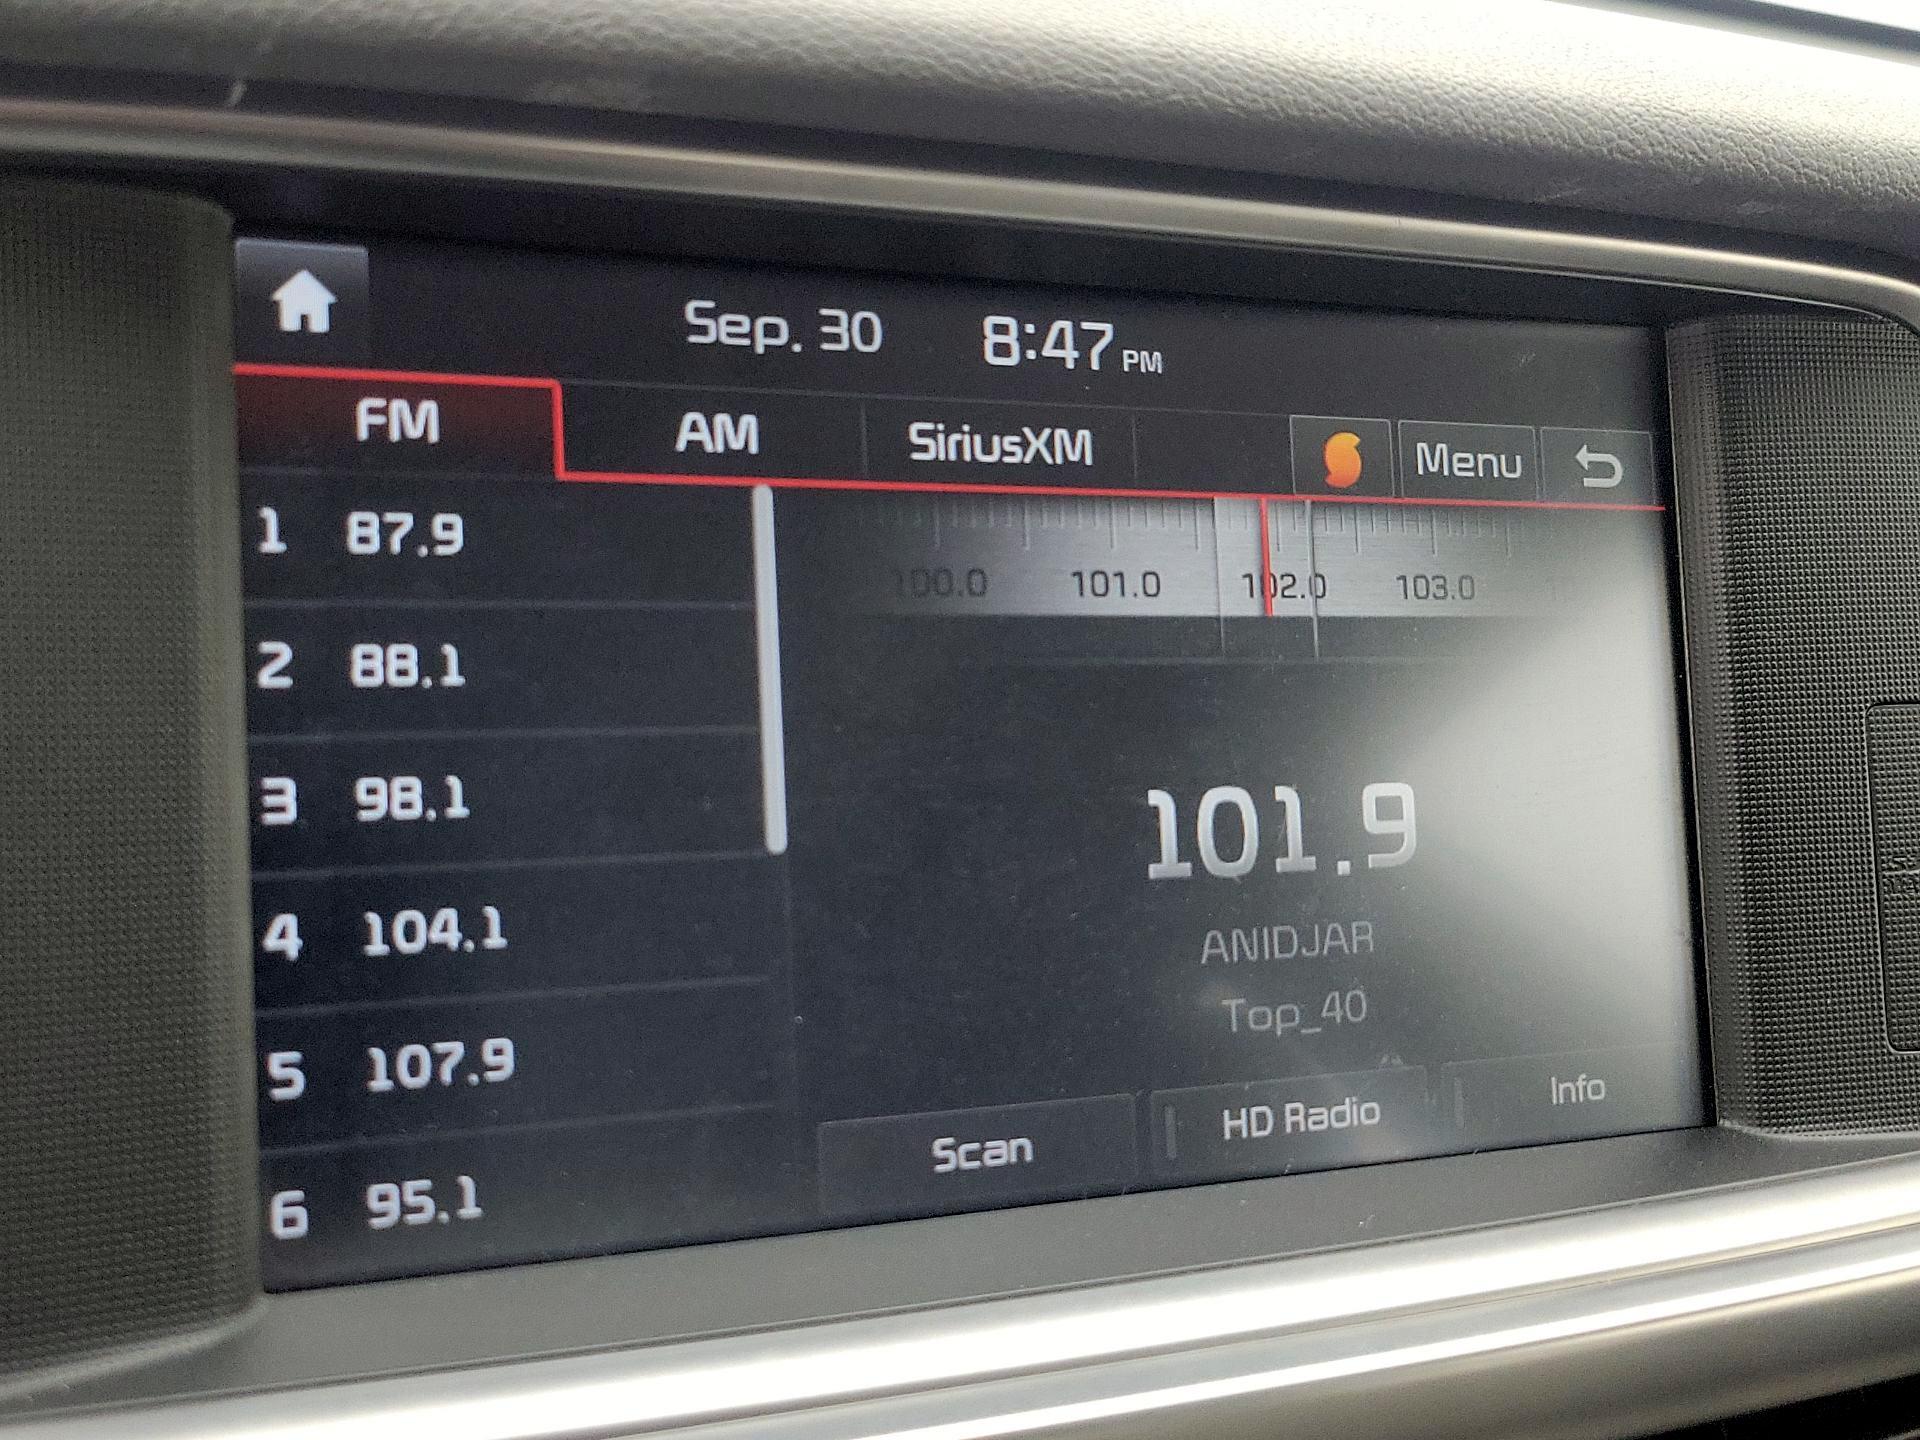 Sep. 30 8:47 PM
FM AM SiriusXM Menu
1 87.9
2 88.1
3 98.1
4 104.1
5 107.9
6 95.1
100.0 101.0 102.0 103.0
101.9
ANIDJAR
Top_40
Scan HD Radio Info